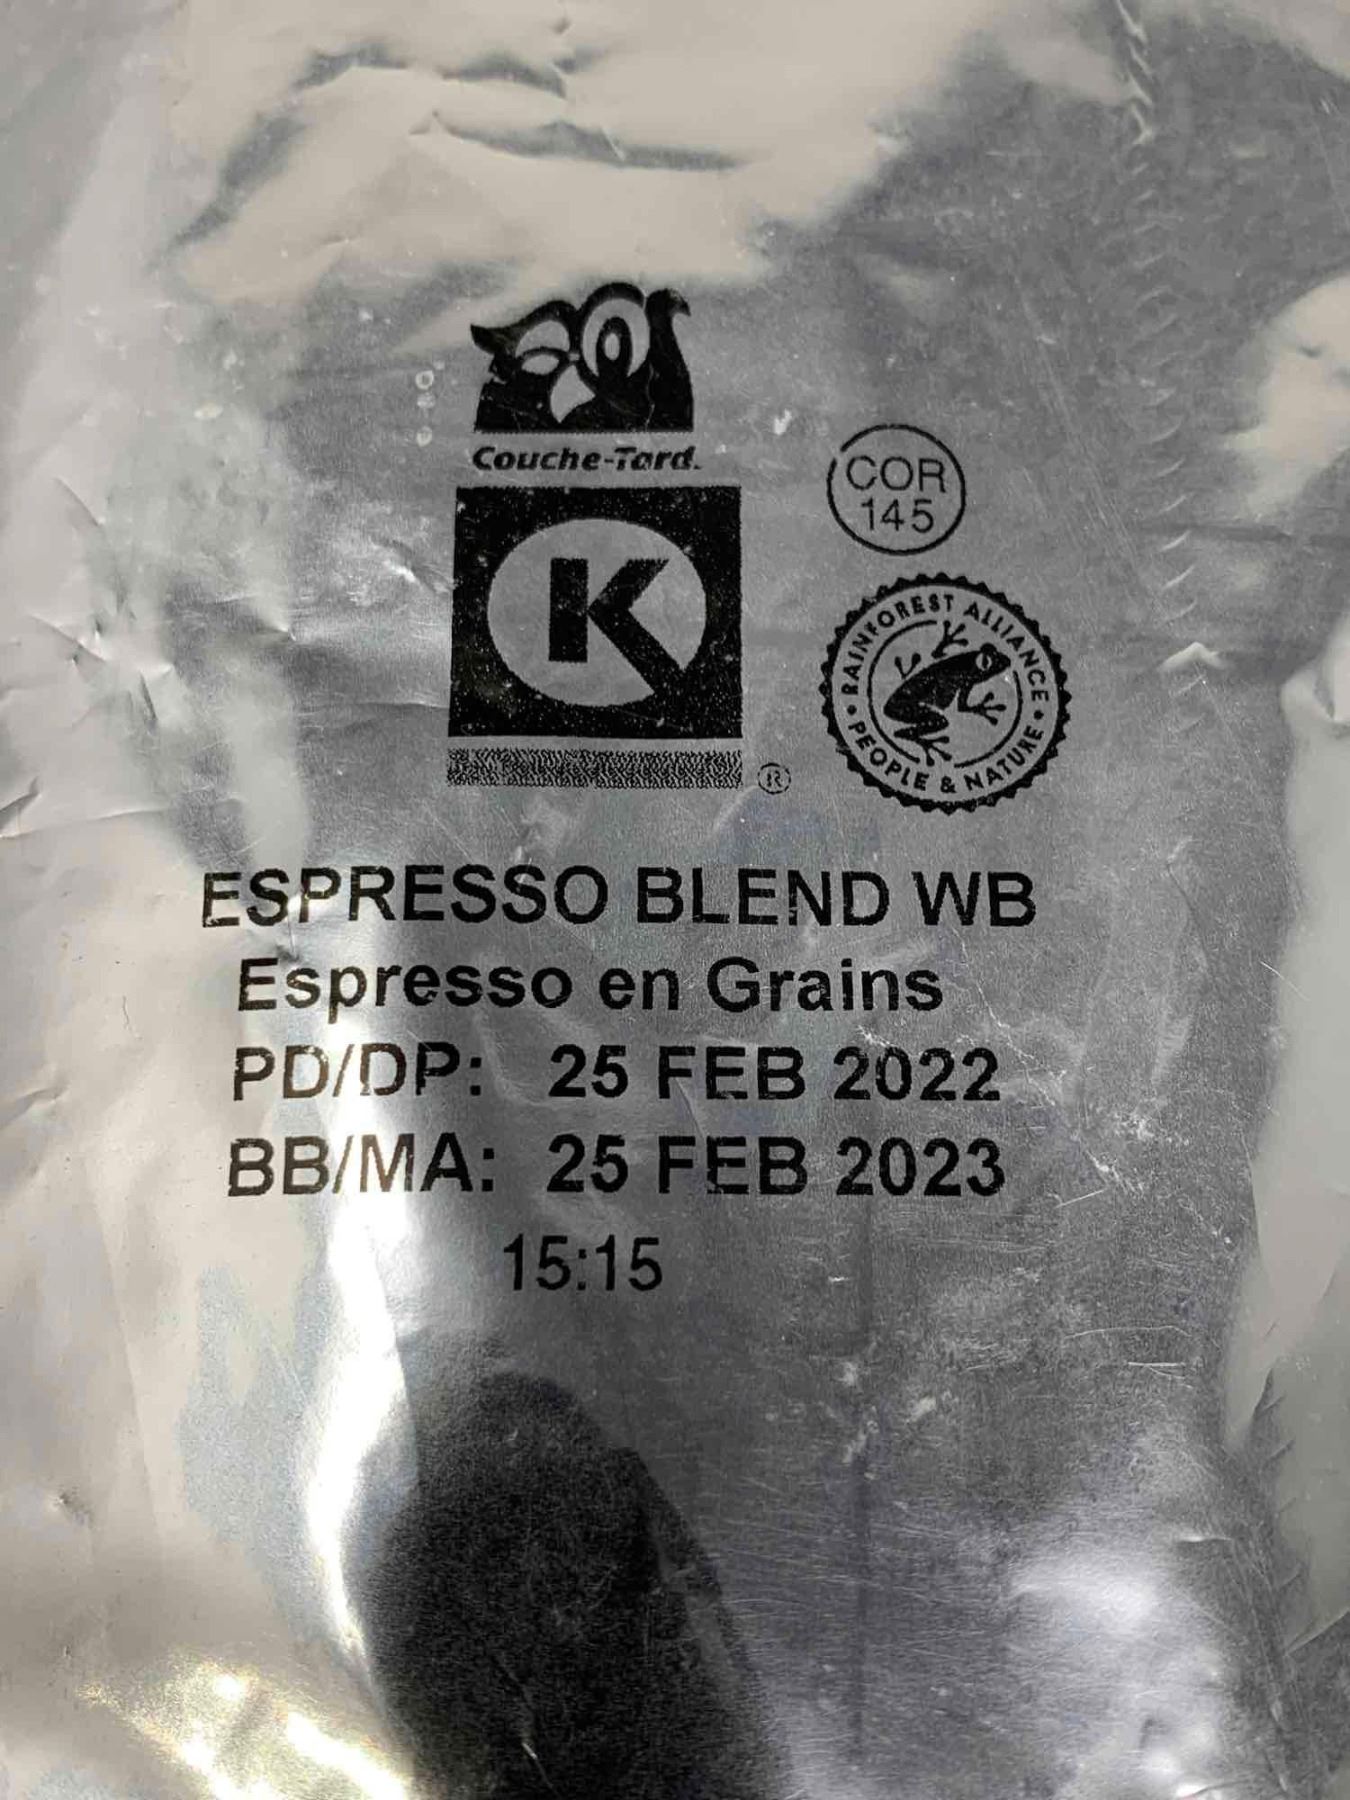 Couche-Tard.
K
®
COR
145
RAINFOREST ALLIANCE
• PEOPLE & NATURE •
ESPRESSO BLEND WB
Espresso en Grains
PD/DP: 25 FEB 2022
BB/MA: 25 FEB 2023
15:15